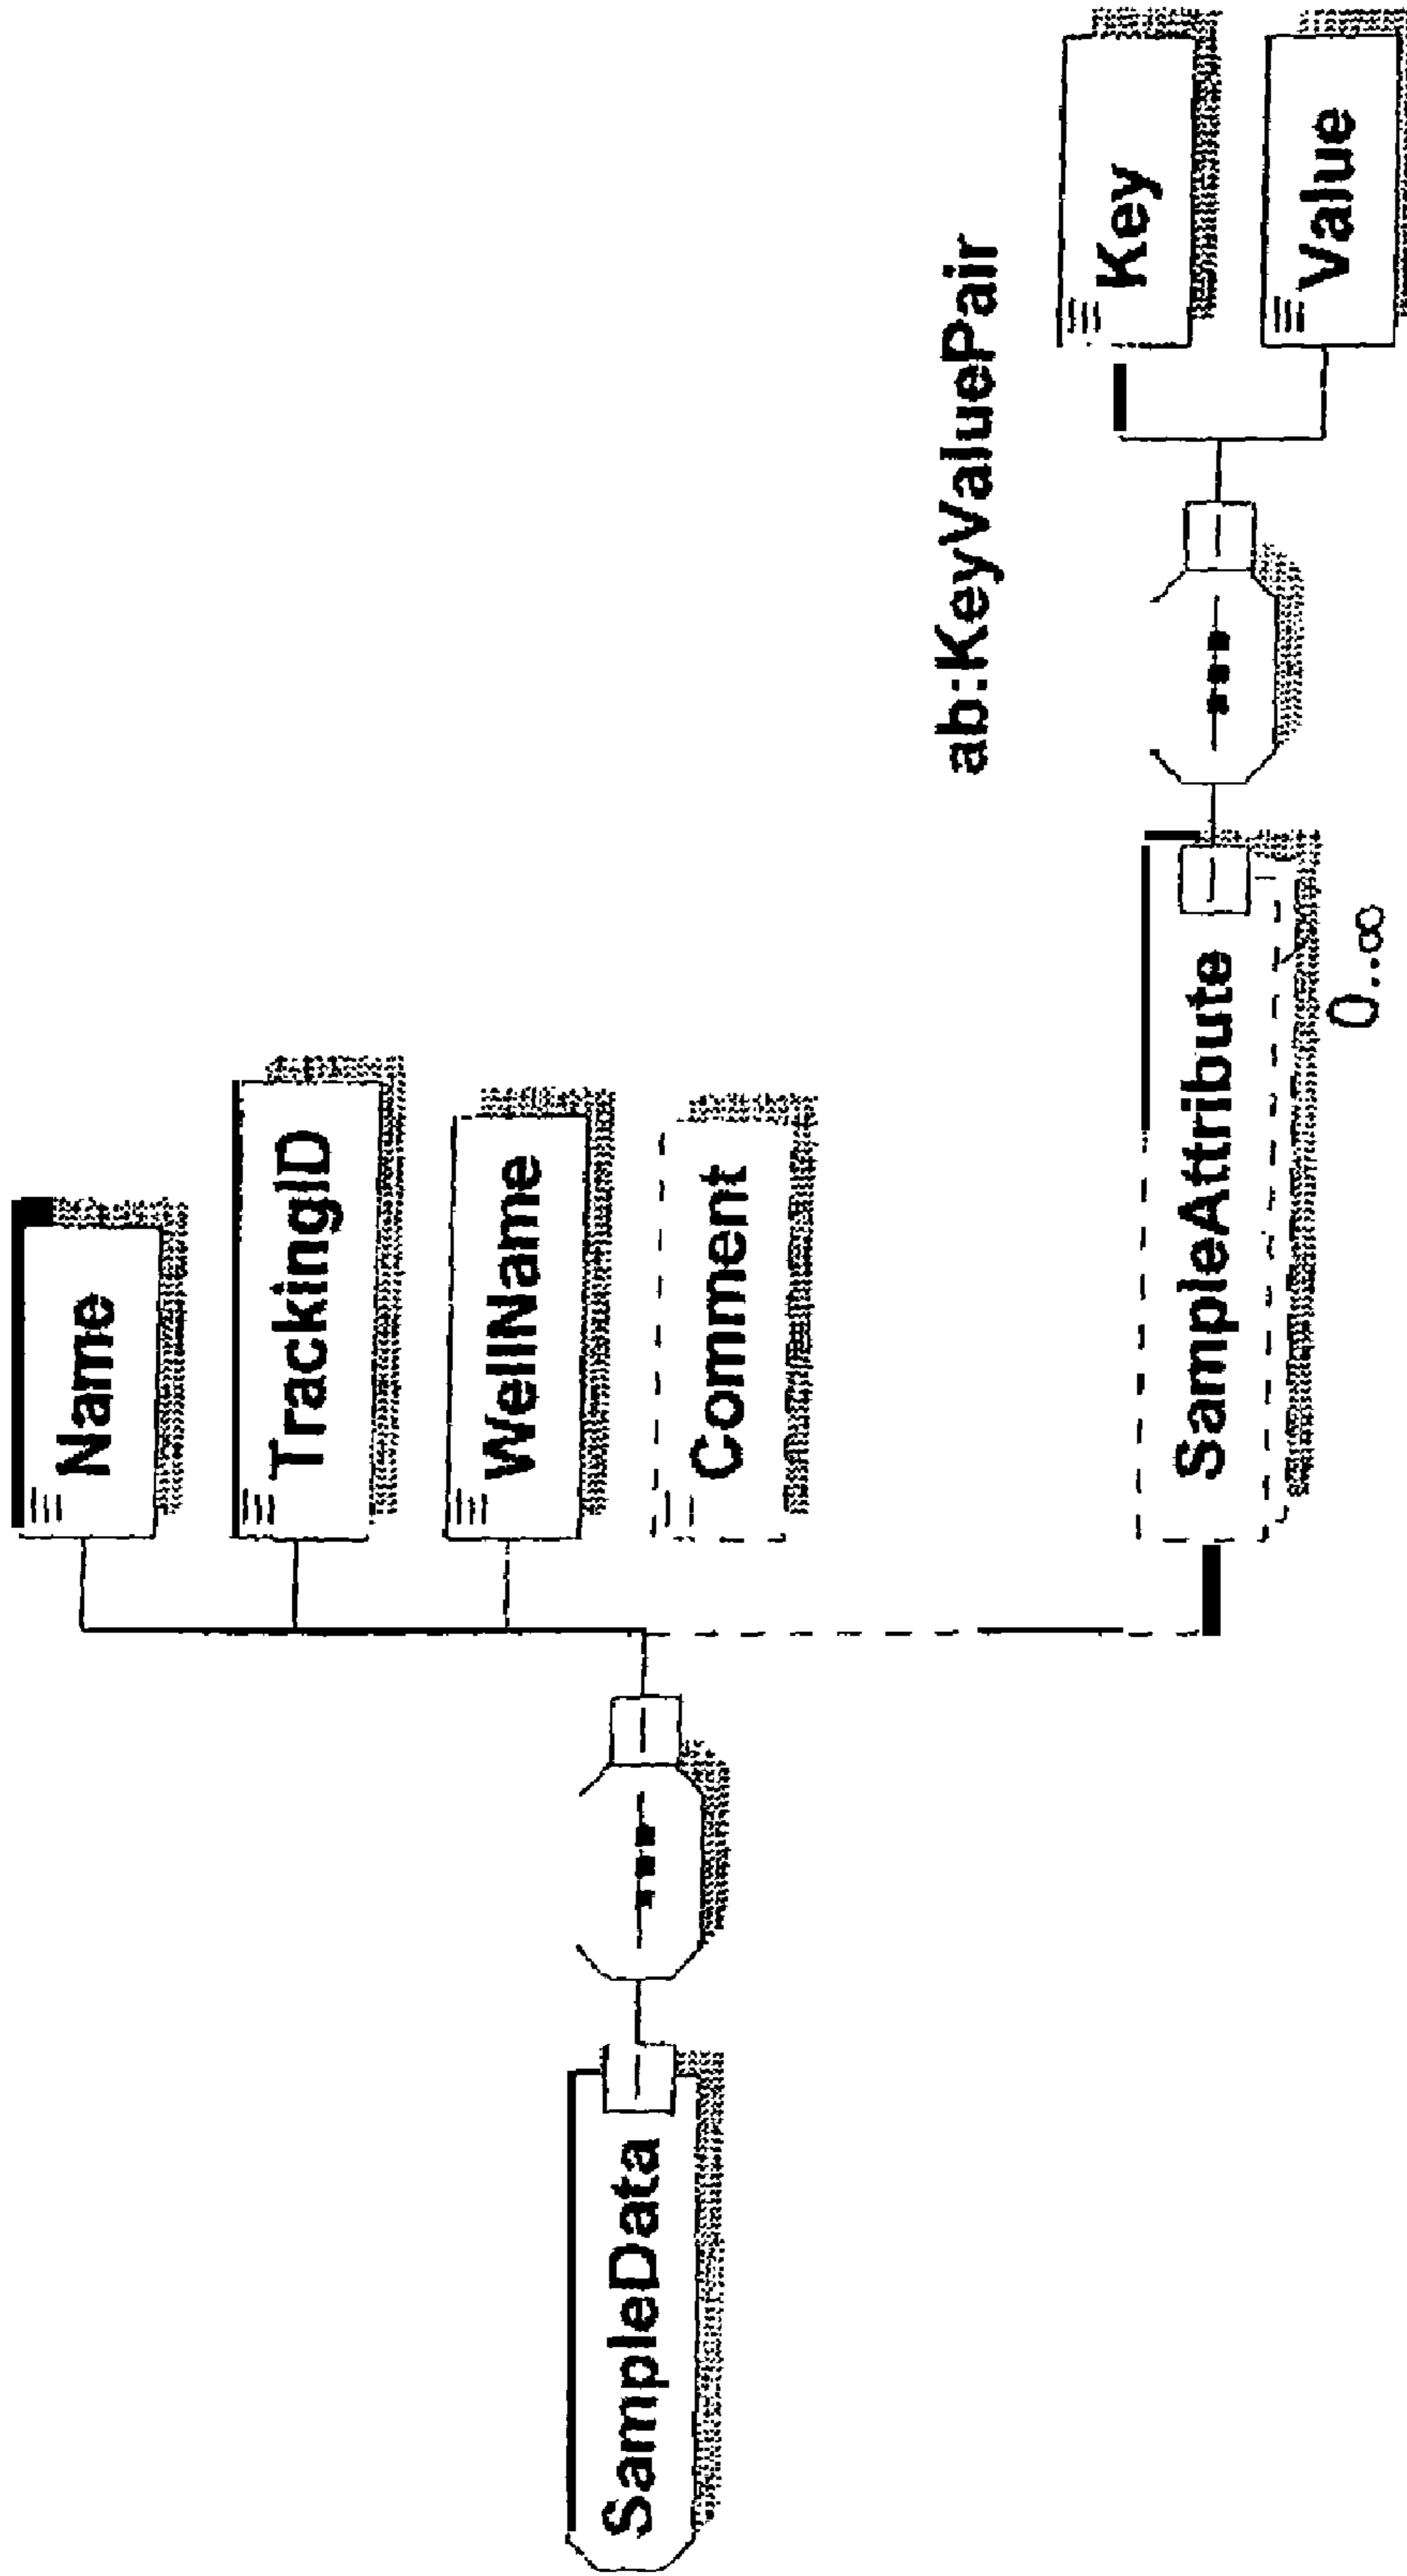 Name
TrackingID
WellName
SampleData
Comment
ab:KeyValuePair
Key
SampleAttribute
Value
0..∞